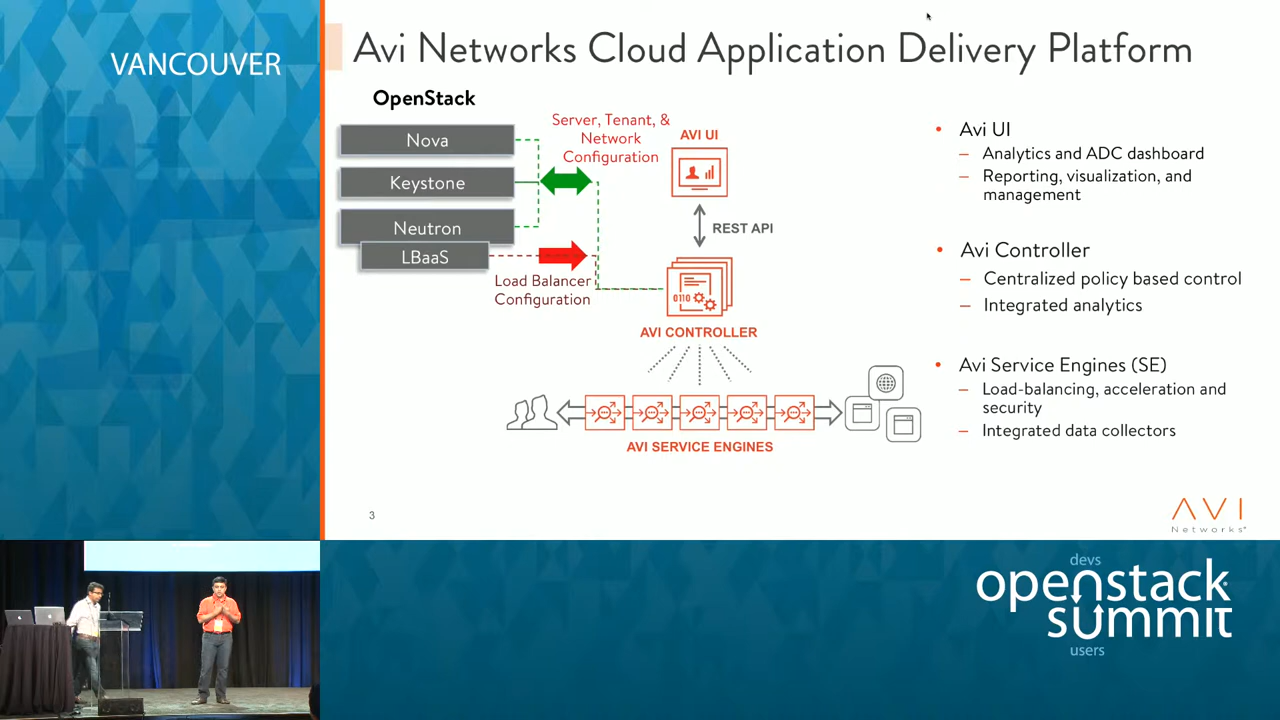 VANCOUVER
Avi Networks Cloud Application Delivery Platform
OpenStack
Nova
Keystone
Neutron
LBaaS
Server, Tenant, &
Network
Configuration
Load Balancer
Configuration
AVI UI
REST API
0110
AVI CONTROLLER
AVI SERVICE ENGINES
• Avi UI
– Analytics and ADC dashboard
– Reporting, visualization, and
management
• Avi Controller
– Centralized policy based control
– Integrated analytics
• Avi Service Engines (SE)
– Load-balancing, acceleration and
security
– Integrated data collectors
3
AVI
Networks
devs
openstack
summit
users